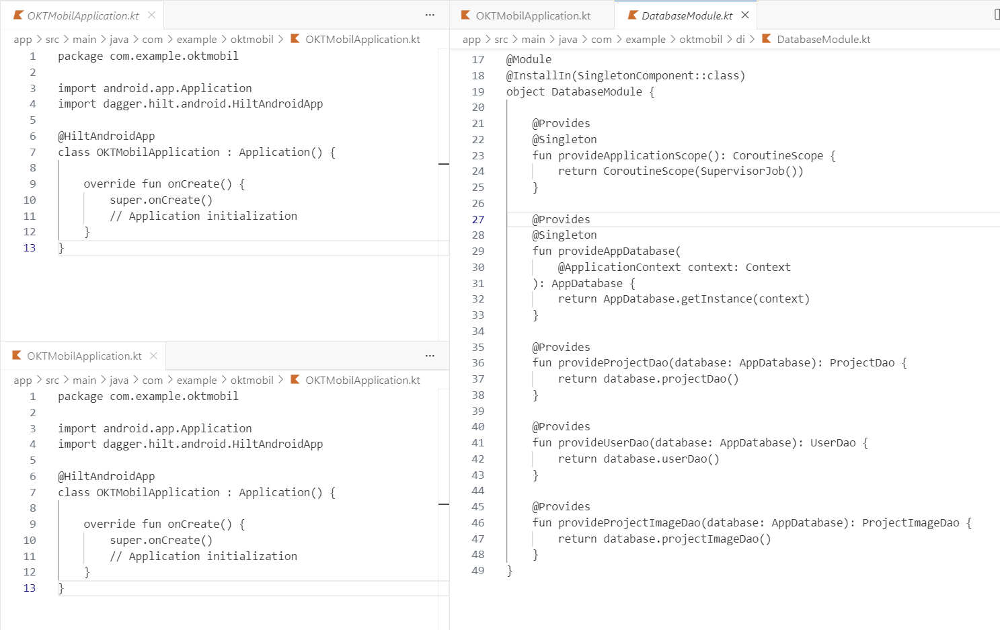 OKTMobilApplication.kt
app > src > main > java > com > example > oktmobil > OKTMobilApplication.kt
1 package com.example.oktmobil
2
3 import android.app.Application
4 import dagger.hilt.android.HiltAndroidApp
5
6 @HiltAndroidApp
7 class OKTMobilApplication : Application() {
8
9     override fun onCreate() {
10         super.onCreate()
11         // Application initialization
12     }
13 }
OKTMobilApplication.kt
app > src > main > java > com > example > oktmobil > OKTMobilApplication.kt
1 package com.example.oktmobil
2
3 import android.app.Application
4 import dagger.hilt.android.HiltAndroidApp
5
6 @HiltAndroidApp
7 class OKTMobilApplication : Application() {
8
9     override fun onCreate() {
10         super.onCreate()
11         // Application initialization
12     }
13 }
OKTMobilApplication.kt DatabaseModule.kt
app > src > main > java > com > example > oktmobil > di > DatabaseModule.kt
17 @Module
18 @InstallIn(SingletonComponent::class)
19 object DatabaseModule {
20
21     @Provides
22     @Singleton
23     fun provideApplicationScope(): CoroutineScope {
24         return CoroutineScope(SupervisorJob())
25     }
26
27     @Provides
28     @Singleton
29     fun provideAppDatabase(
30         @ApplicationContext context: Context
31     ): AppDatabase {
32         return AppDatabase.getInstance(context)
33     }
34
35     @Provides
36     fun provideProjectDao(database: AppDatabase): ProjectDao {
37         return database.projectDao()
38     }
39
40     @Provides
41     fun provideUserDao(database: AppDatabase): UserDao {
42         return database.userDao()
43     }
44
45     @Provides
46     fun provideProjectImageDao(database: AppDatabase): ProjectImageDao {
47         return database.projectImageDao()
48     }
49 }